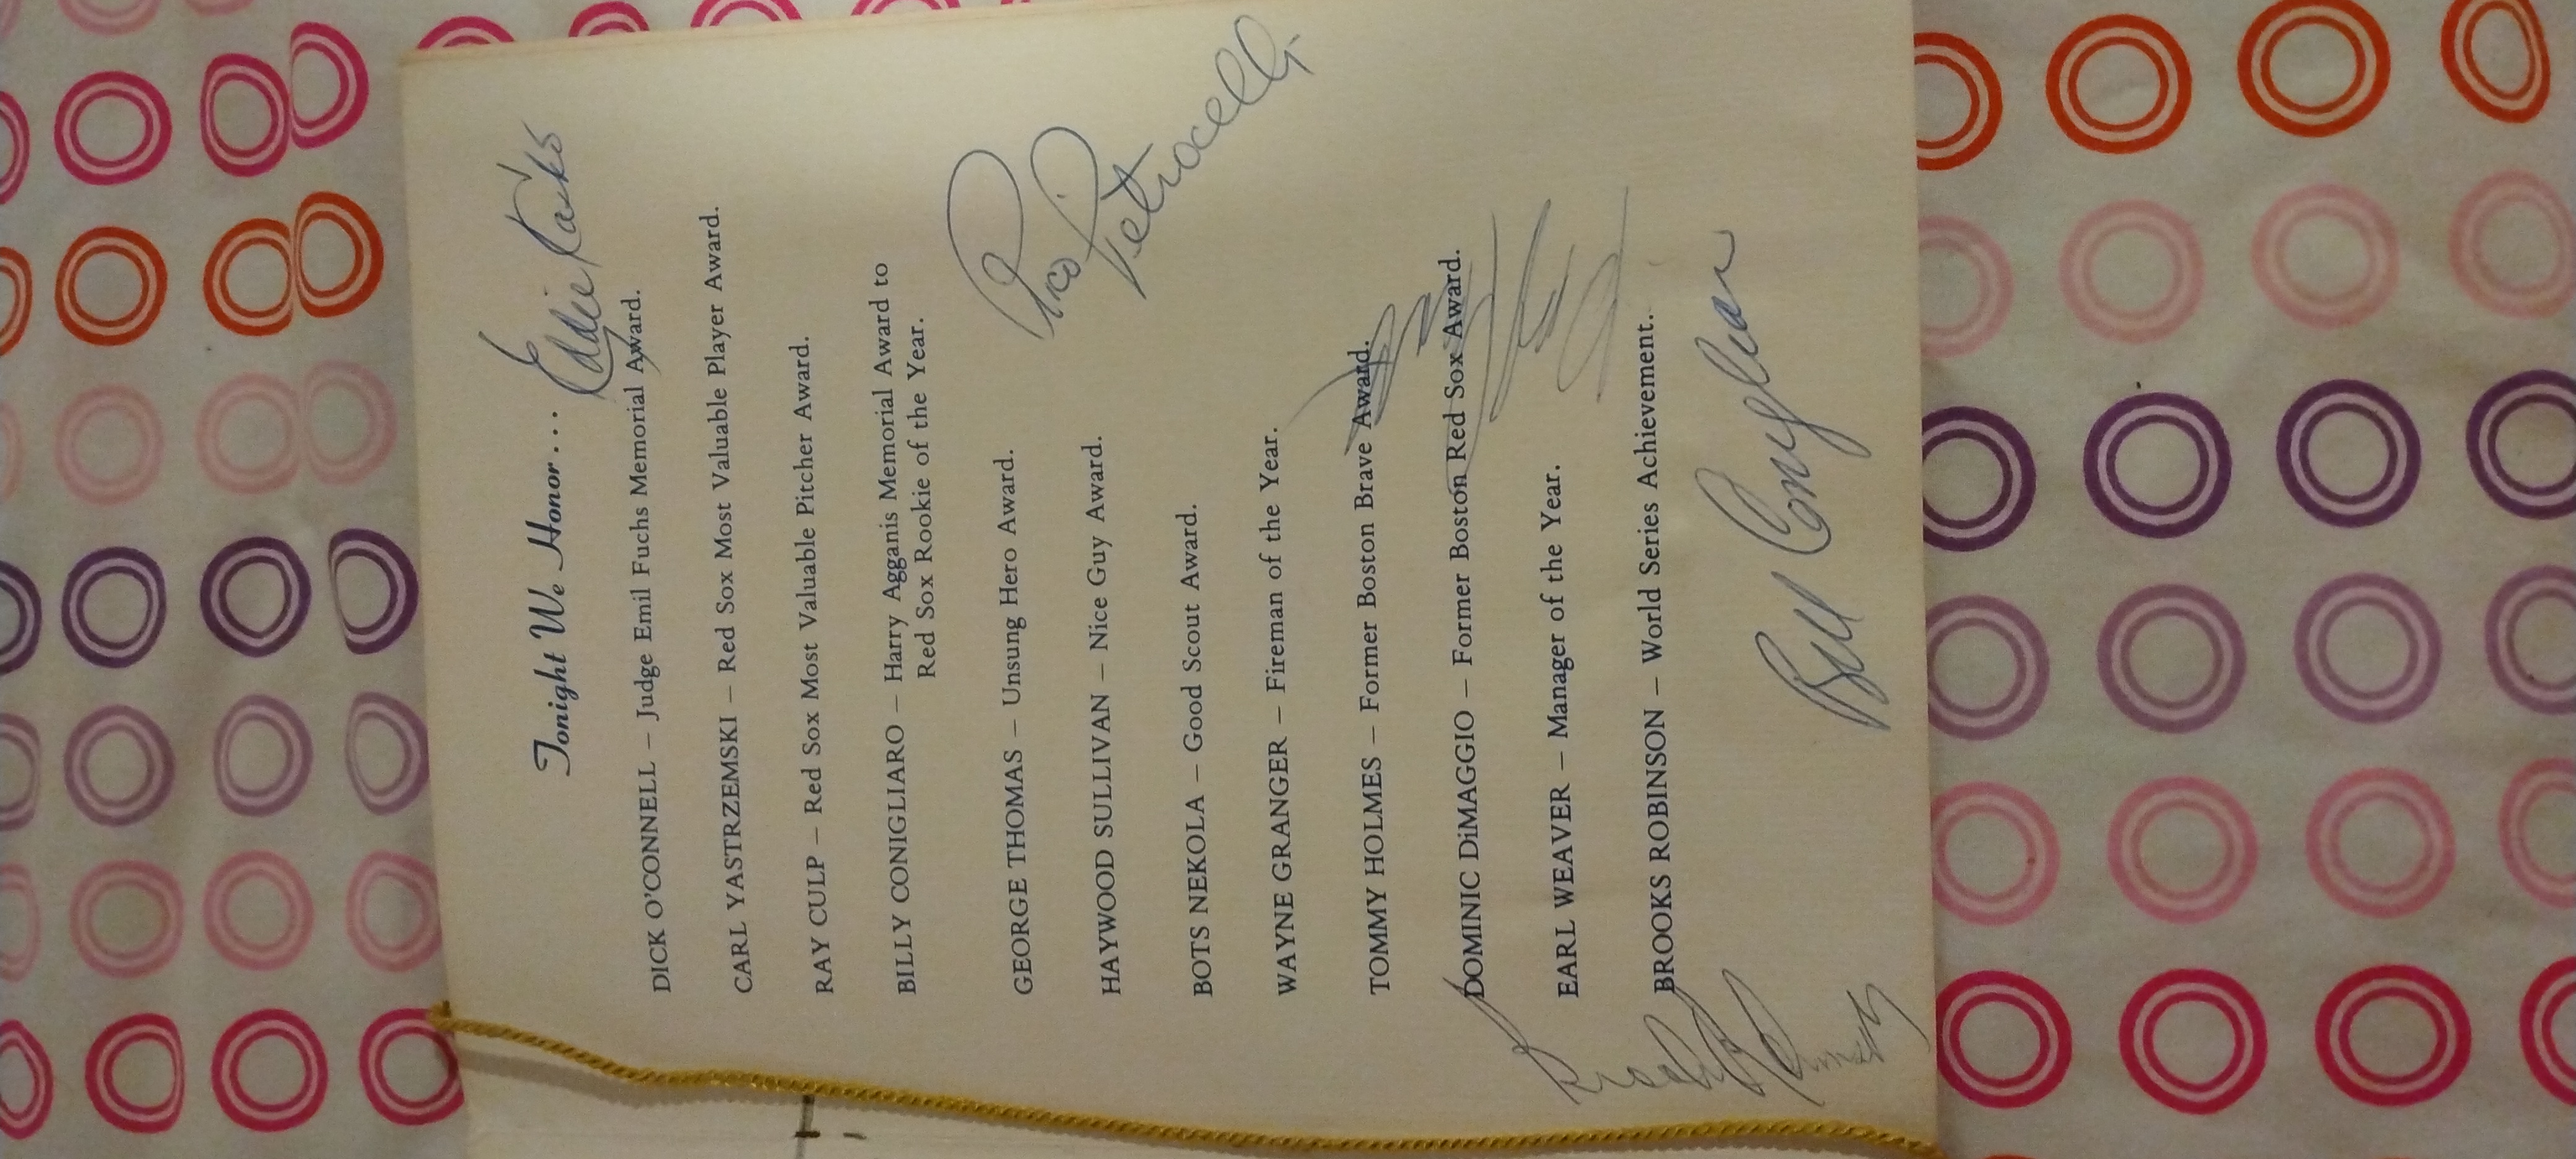 Tonight We Honor...
Eddie Kasko
DICK O'CONNELL – Judge Emil Fuchs Memorial Award.
CARL YASTRZEMSKI – Red Sox Most Valuable Player Award.
RAY CULP – Red Sox Most Valuable Pitcher Award.
BILLY CONIGLIARO – Harry Agganis Memorial Award to
Red Sox Rookie of the Year.
Rico
Petrocelli
GEORGE THOMAS – Unsung Hero Award.
HAYWOOD SULLIVAN – Nice Guy Award.
BOTS NEKOLA – Good Scout Award.
WAYNE GRANGER – Fireman of the Year.
TOMMY HOLMES – Former Boston Brave Award.
DOMINIC DiMAGGIO – Former Boston Red Sox Award.
EARL WEAVER – Manager of the Year.
BROOKS ROBINSON – World Series Achievement.
Bill